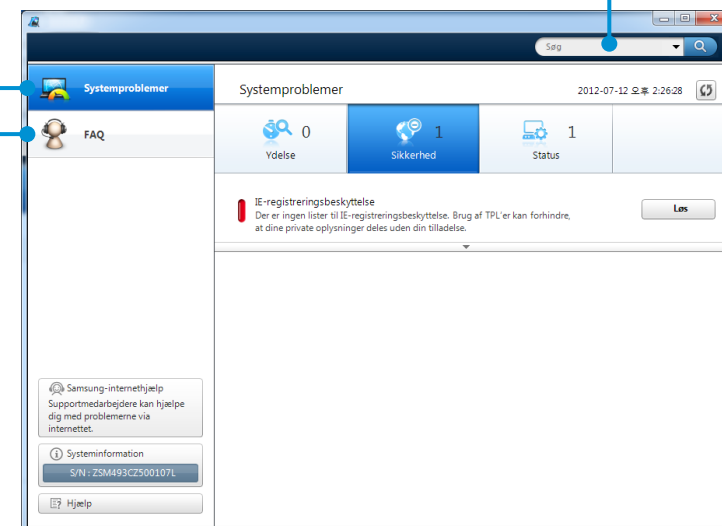 Søg
Systemproblemer
FAQ
Systemproblemer
2012-07-12 오후 2:26:28
0
Ydelse
1
Sikkerhed
1
Status
IE-registreringsbeskyttelse
Der er ingen lister til IE-registreringsbeskyttelse. Brug af TPL'er kan forhindre,
at dine private oplysninger deles uden din tilladelse.
Løs
Samsung-internethjælp
Supportmedarbejdere kan hjælpe
dig med problemerne via
internettet.
Systeminformation
S/N : ZSM493CZ500107L
Hjælp